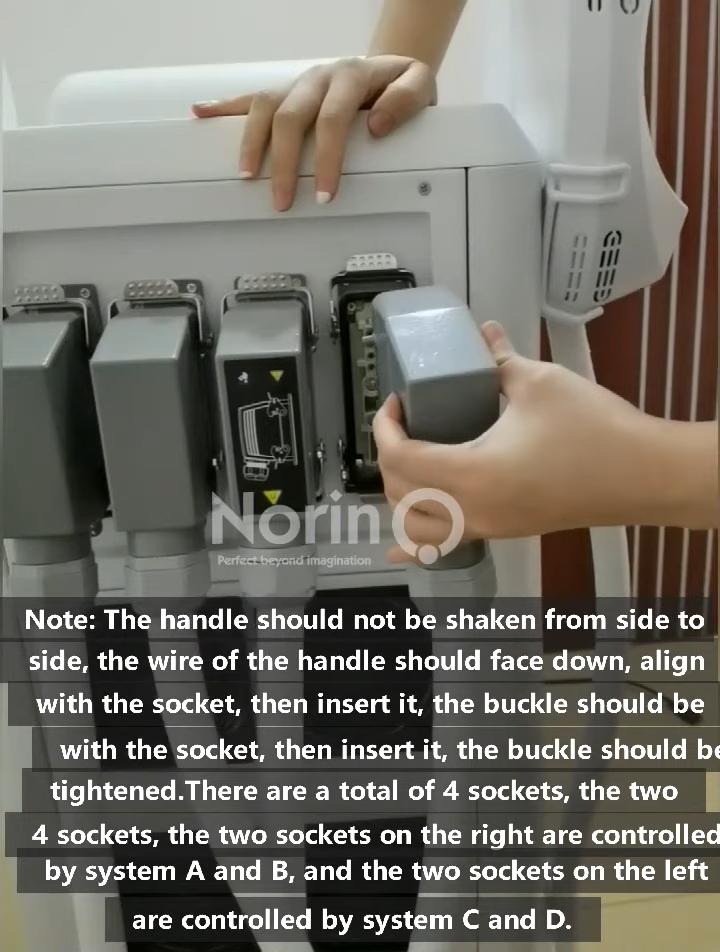 NorinQ
Perfect beyond imagination
Note: The handle should not be shaken from side to
side, the wire of the handle should face down, align
with the socket, then insert it, the buckle should be
with the socket, then insert it, the buckle should be
tightened.There are a total of 4 sockets, the two
4 sockets, the two sockets on the right are controlled
by system A and B, and the two sockets on the left
are controlled by system C and D.